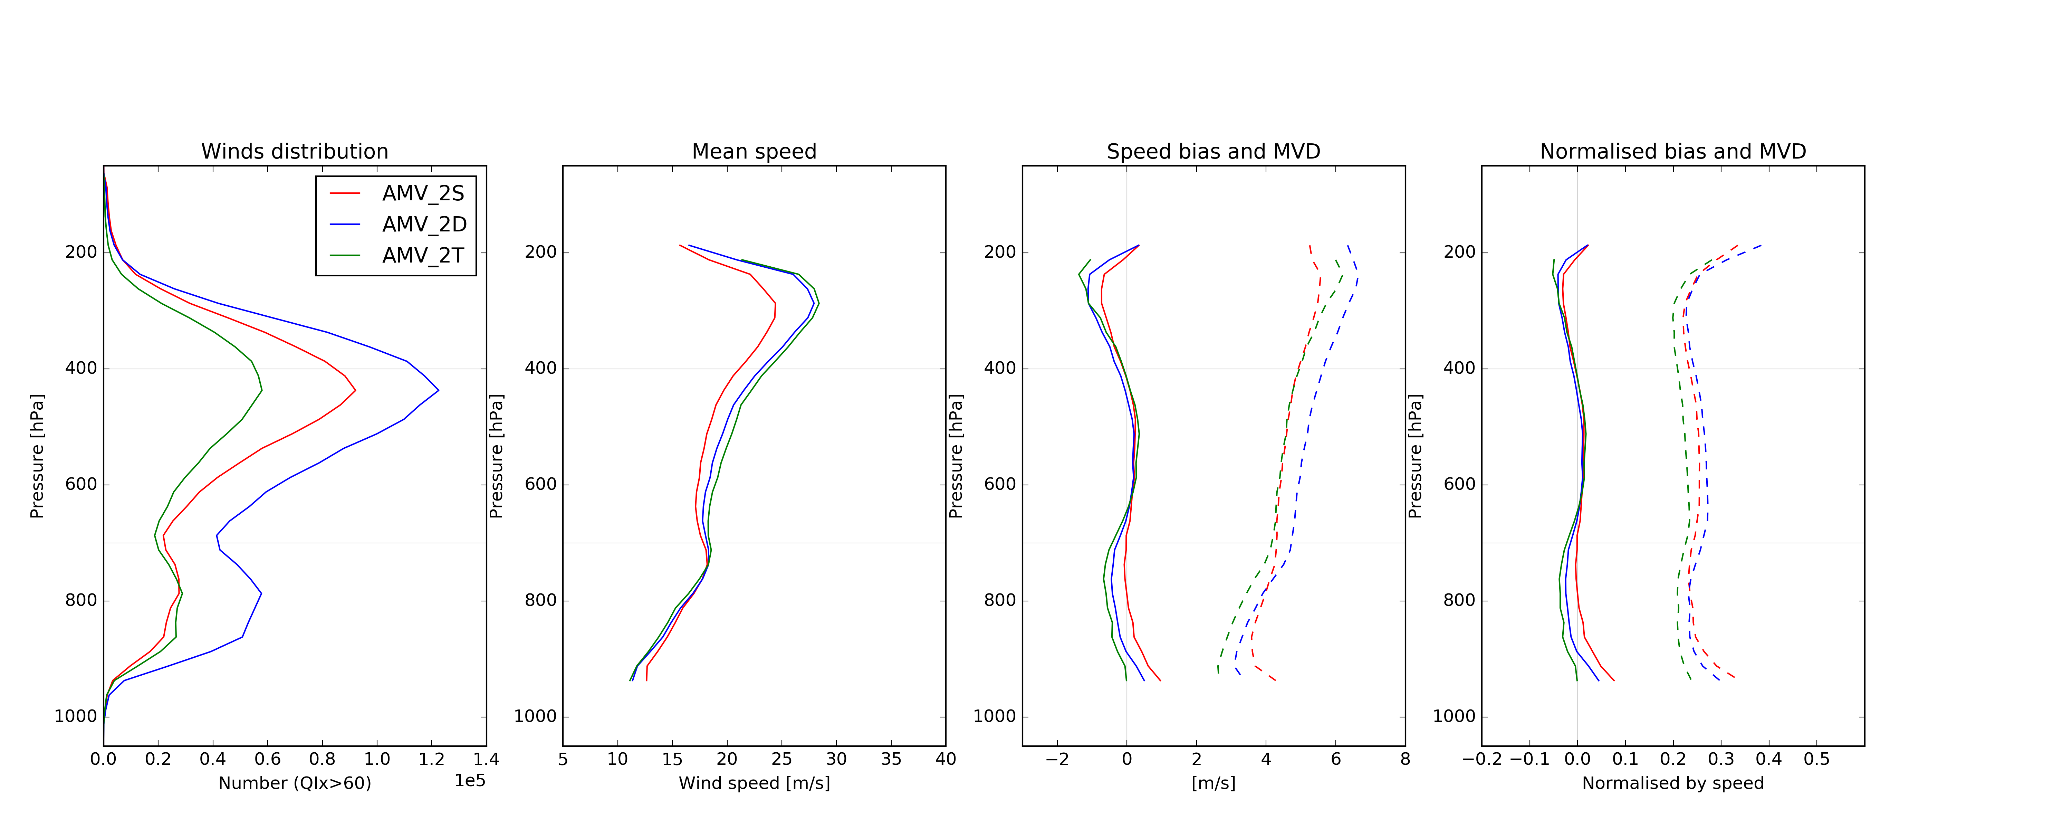 Winds distribution
AMV_2S
AMV_2D
AMV_2T
200
400
600
800
1000
Pressure [hPa]
0.0 0.2 0.4 0.6 0.8 1.0 1.2 1.4
1e5
Number (QIx>60)
Mean speed
200
400
600
800
1000
Pressure [hPa]
5 10 15 20 25 30 35 40
Wind speed [m/s]
Speed bias and MVD
200
400
600
800
1000
Pressure [hPa]
−2 0 2 4 6 8
[m/s]
Normalised bias and MVD
200
400
600
800
1000
Pressure [hPa]
−0.2 −0.1 0.0 0.1 0.2 0.3 0.4 0.5
Normalised by speed